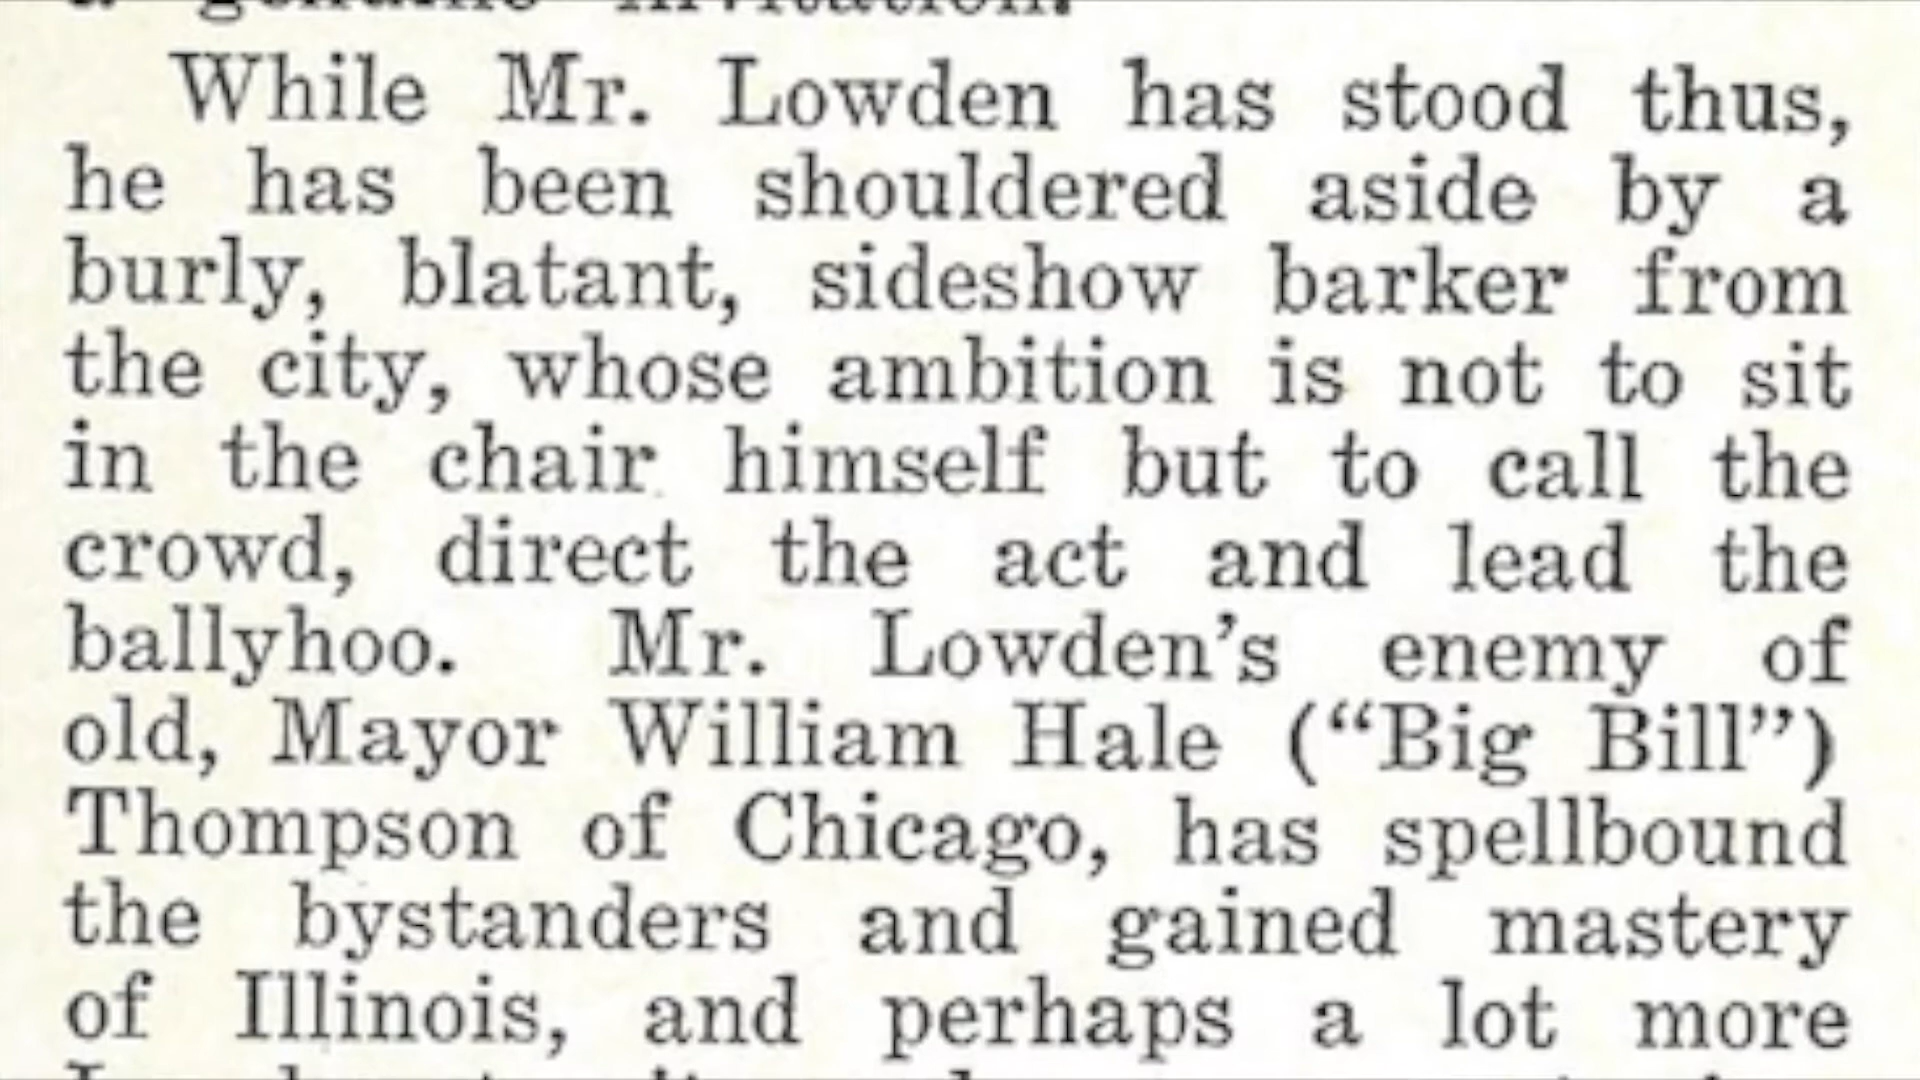 a genuine invitation.
While Mr. Lowden has stood thus,
he has been shouldered aside by a
burly, blatant, sideshow barker from
the city, whose ambition is not to sit
in the chair himself but to call the
crowd, direct the act and lead the
ballyhoo. Mr. Lowden's enemy of
old, Mayor William Hale (“Big Bill”)
Thompson of Chicago, has spellbound
the bystanders and gained mastery
of Illinois, and perhaps a lot more